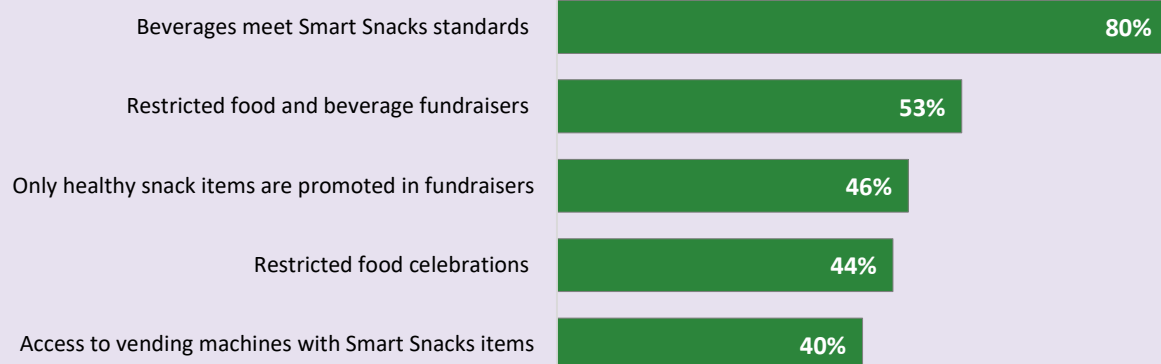 Beverages meet Smart Snacks standards 80%
Restricted food and beverage fundraisers 53%
Only healthy snack items are promoted in fundraisers 46%
Restricted food celebrations 44%
Access to vending machines with Smart Snacks items 40%